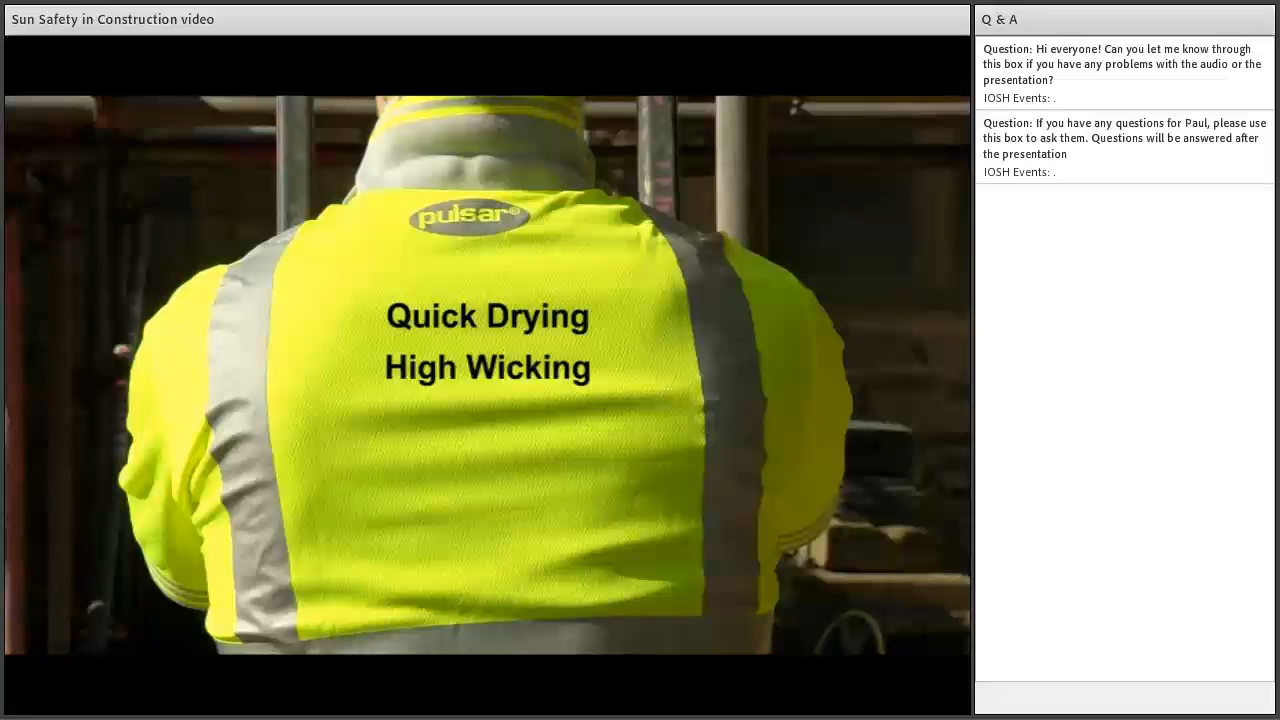 Sun Safety in Construction video
Q & A
pulsar®
Quick Drying
High Wicking
Question: Hi everyone! Can you let me know through
this box if you have any problems with the audio or the
presentation?
IOSH Events: .
Question: If you have any questions for Paul, please use
this box to ask them. Questions will be answered after
the presentation
IOSH Events: .